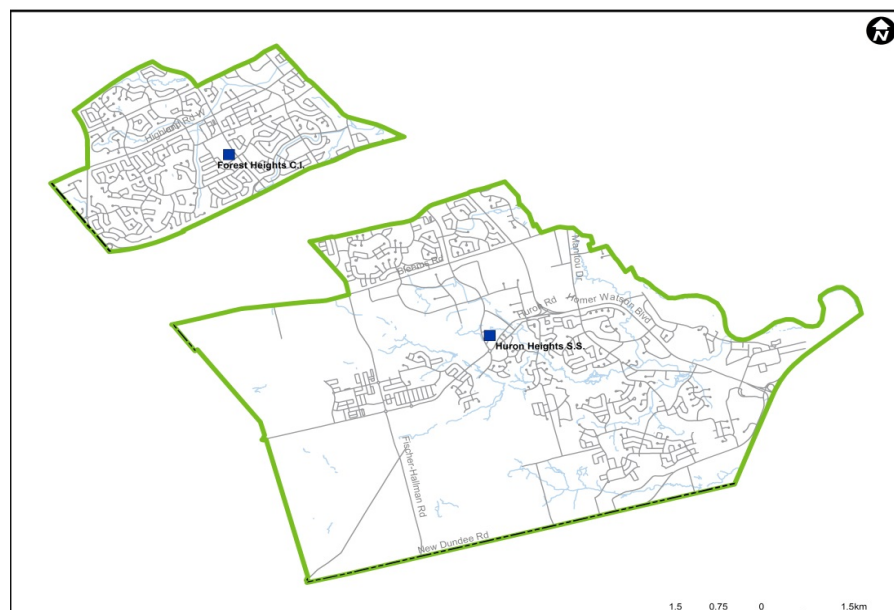 N
Highland Rd W
Forest Heights C.I.
Bleams Rd
Manitou Dr
Huron Rd
Homer Watson Blvd
Huron Heights S.S.
Fischer-Hallman Rd
New Dundee Rd
1.5 0.75 0 1.5km